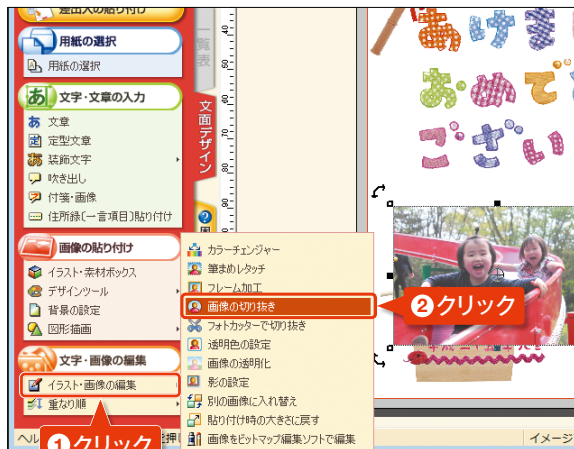 差出人の貼り付け
用紙の選択
用紙の選択
あ 文字・文章の入力
あ 文章
定 定型文章
筆 装飾文字
吹き出し
付箋・画像
住所録(一言項目)貼り付け
画像の貼り付け
イラスト・素材ボックス
デザインツール
背景の設定
図形描画
文字・画像の編集
イラスト・画像の編集
重なり順
1 クリック
一覧表
文面デザイン
カラーチェンジャー
筆まめレタッチ
フレーム加工
画像の切り抜き
フォトカッターで切り抜き
透明色の設定
画像の透明化
影の設定
別の画像に入れ替え
貼り付け時の大きさに戻す
画像をビットマップ編集ソフトで編集
2 クリック
おめで
ござい
イメージ